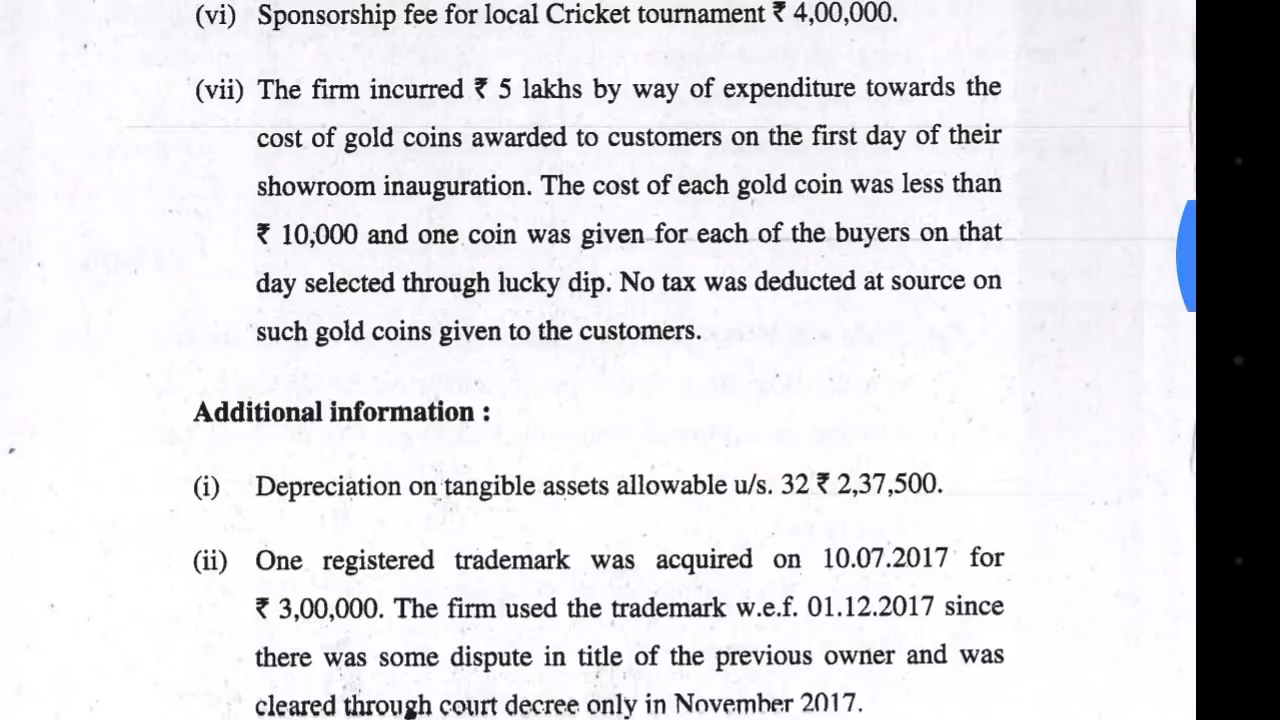 (vi) Sponsorship fee for local Cricket tournament ₹ 4,00,000.
(vii) The firm incurred ₹ 5 lakhs by way of expenditure towards the
cost of gold coins awarded to customers on the first day of their
showroom inauguration. The cost of each gold coin was less than
₹ 10,000 and one coin was given for each of the buyers on that
day selected through lucky dip. No tax was deducted at source on
such gold coins given to the customers.
Additional information :
(i) Depreciation on tangible assets allowable u/s. 32 ₹ 2,37,500.
(ii) One registered trademark was acquired on 10.07.2017 for
₹ 3,00,000. The firm used the trademark w.e.f. 01.12.2017 since
there was some dispute in title of the previous owner and was
cleared through court decree only in November 2017.